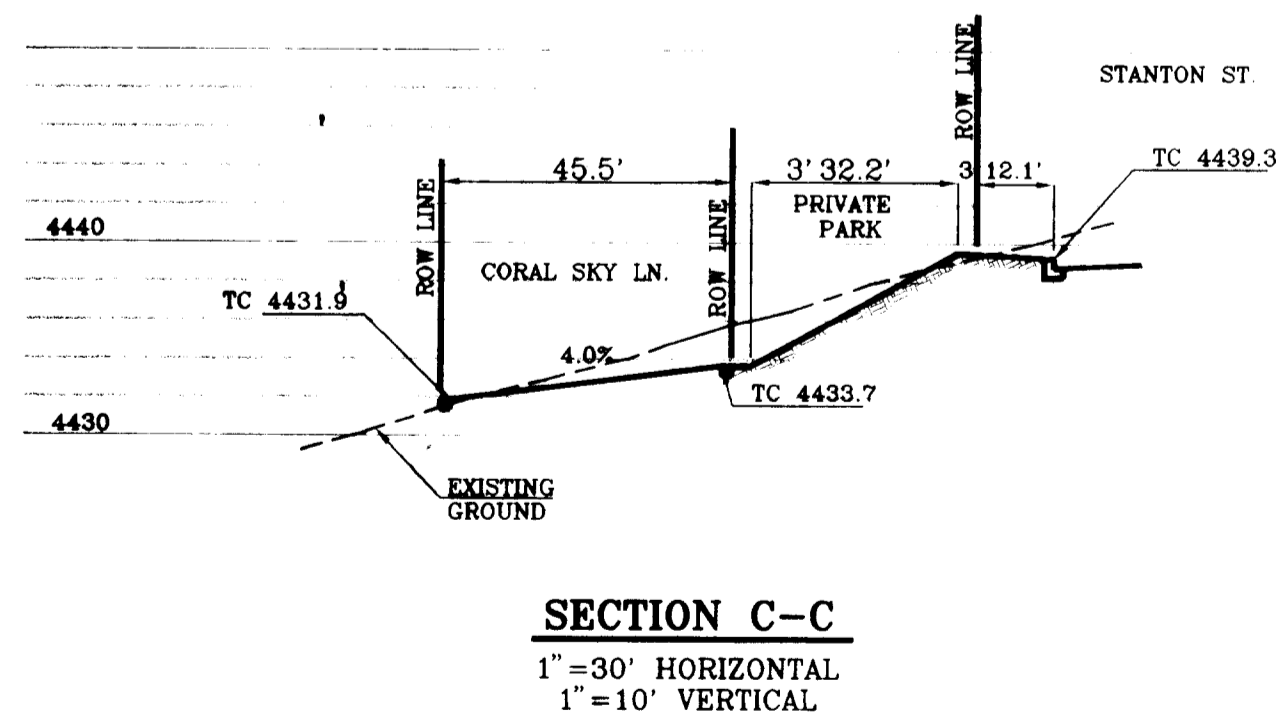 STANTON ST.
ROW LINE
TC 4439.3
45.5'
3' 32.2'
3 12.1'
PRIVATE
PARK
ROW LINE
ROW LINE
4440
CORAL SKY LN.
TC 4431.9
4.0%
TC 4433.7
4430
EXISTING
GROUND
SECTION C-C
1"=30' HORIZONTAL
1"=10' VERTICAL